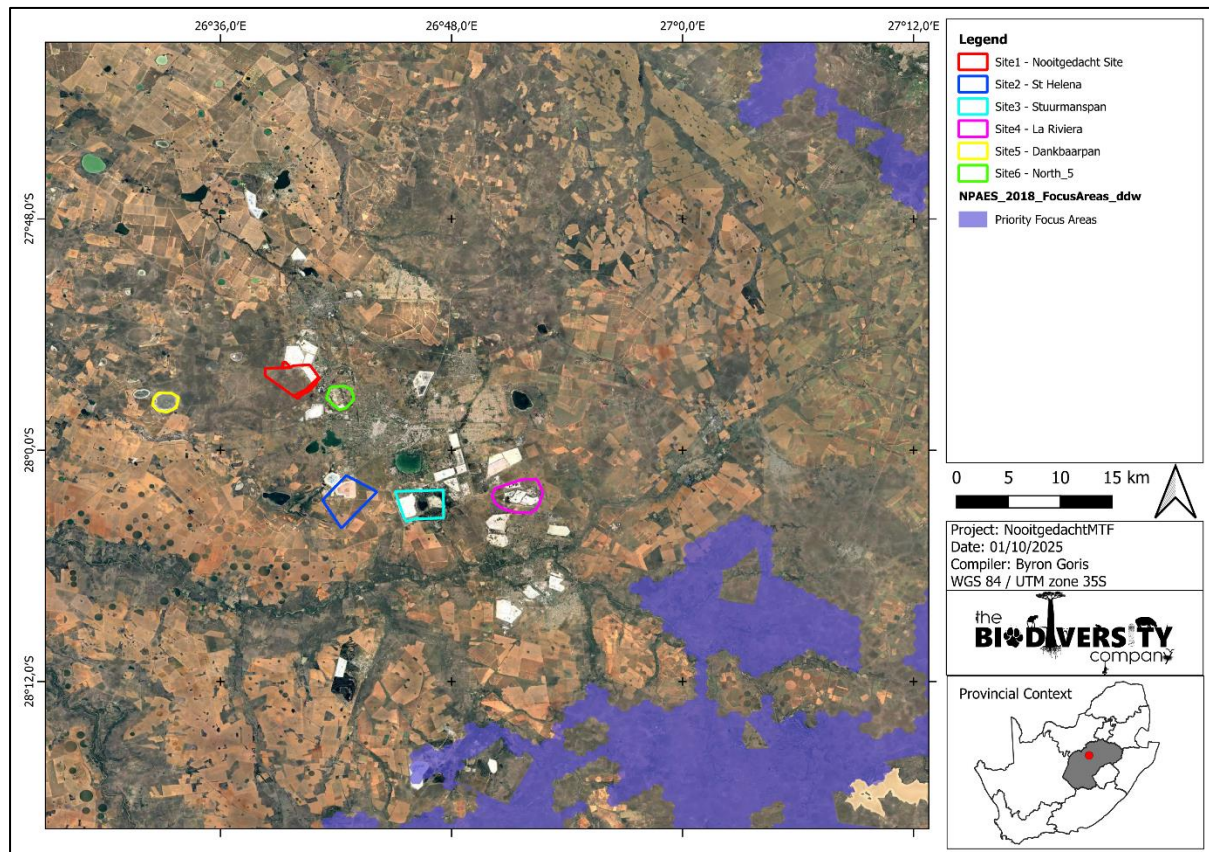 26°36,0'E
26°48,0'E
27°0,0'E
27°12,0'E
27°48,0'S
28°0,0'S
28°12,0'S
Legend
Site1 - Nooitgedacht Site
Site2 - St Helena
Site3 - Stuurmanspan
Site4 - La Riviera
Site5 - Dankbaarpan
Site6 - North_5
NPAES_2018_FocusAreas_ddw
Priority Focus Areas
0 5 10 15 km
Project: NooitgedachtMTF
Date: 01/10/2025
Compiler: Byron Goris
WGS 84 / UTM zone 35S
the
BIODIVERSITY
company
Provincial Context